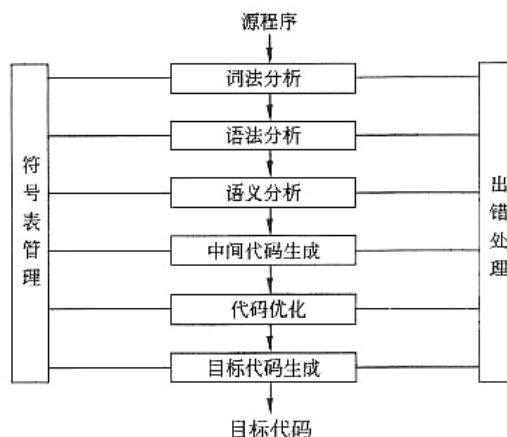 源程序
词法分析
语法分析
语义分析
中间代码生成
代码优化
目标代码生成
目标代码
符号表管理
出错处理